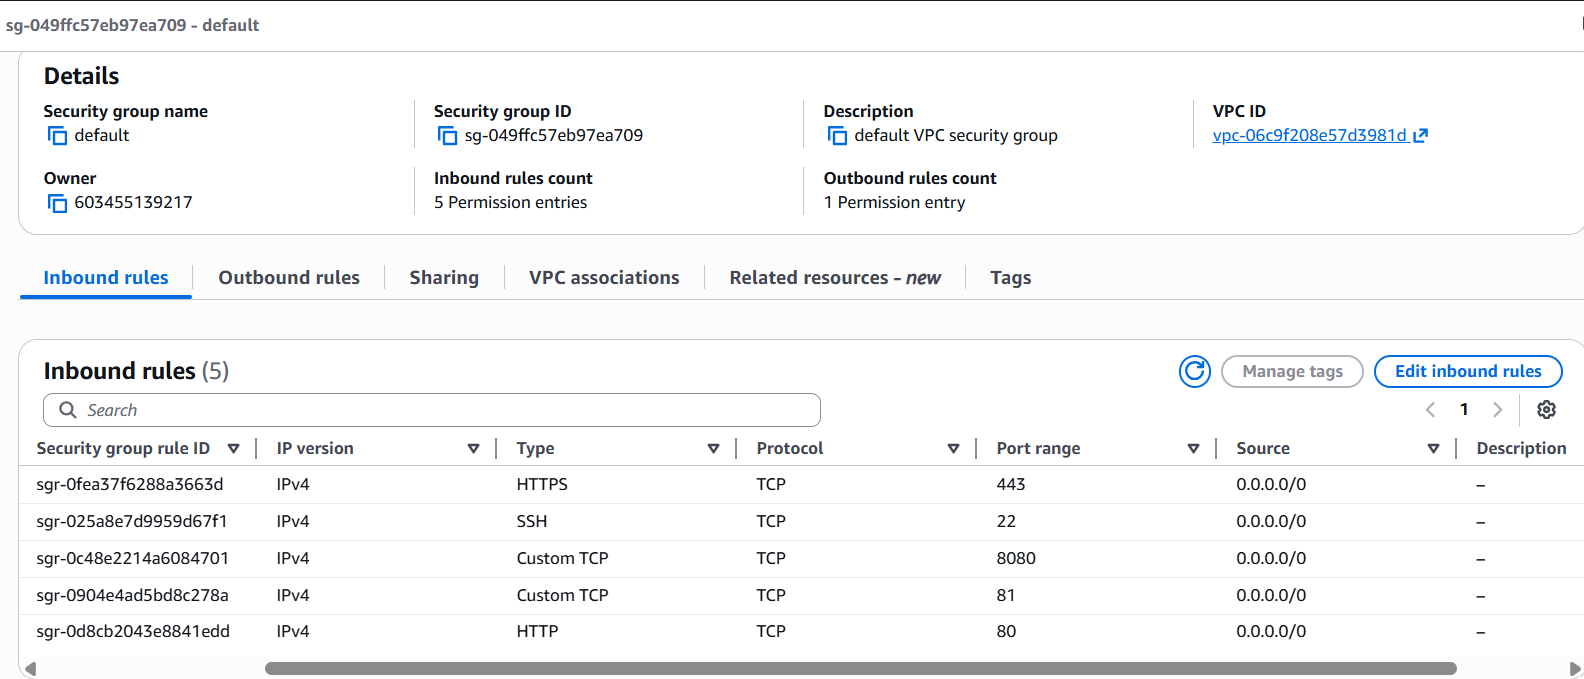 sg-049ffc57eb97ea709 - default
Details
Security group name
default
Security group ID
sg-049ffc57eb97ea709
Description
default VPC security group
VPC ID
vpc-06c9f208e57d3981d
Owner
603455139217
Inbound rules count
5 Permission entries
Outbound rules count
1 Permission entry
Inbound rules Outbound rules Sharing VPC associations Related resources - new Tags
Inbound rules (5)
Manage tags Edit inbound rules
Search
1
Security group rule ID IP version Type Protocol Port range Source Description
sgr-0fea37f6288a3663d IPv4 HTTPS TCP 443 0.0.0.0/0 –
sgr-025a8e7d9959d67f1 IPv4 SSH TCP 22 0.0.0.0/0 –
sgr-0c48e2214a6084701 IPv4 Custom TCP TCP 8080 0.0.0.0/0 –
sgr-0904e4ad5bd8c278a IPv4 Custom TCP TCP 81 0.0.0.0/0 –
sgr-0d8cb2043e8841edd IPv4 HTTP TCP 80 0.0.0.0/0 –